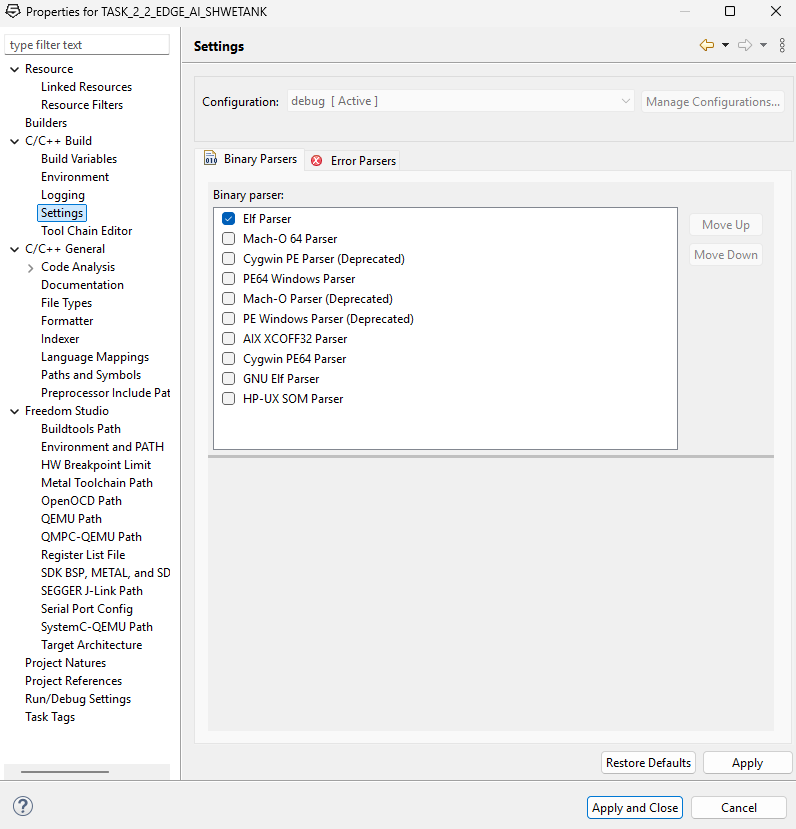 Properties for TASK_2_2_EDGE_AI_SHWETANK
type filter text
Resource
Linked Resources
Resource Filters
Builders
C/C++ Build
Build Variables
Environment
Logging
Settings
Tool Chain Editor
C/C++ General
Code Analysis
Documentation
File Types
Formatter
Indexer
Language Mappings
Paths and Symbols
Preprocessor Include Pat
Freedom Studio
Buildtools Path
Environment and PATH
HW Breakpoint Limit
Metal Toolchain Path
OpenOCD Path
QEMU Path
QMPC-QEMU Path
Register List File
SDK BSP, METAL, and SD
SEGGER J-Link Path
Serial Port Config
SystemC-QEMU Path
Target Architecture
Project Natures
Project References
Run/Debug Settings
Task Tags
Settings
Configuration: debug [ Active ] Manage Configurations...
Binary Parsers Error Parsers
Binary parser:
Elf Parser
Mach-O 64 Parser
Cygwin PE Parser (Deprecated)
PE64 Windows Parser
Mach-O Parser (Deprecated)
PE Windows Parser (Deprecated)
AIX XCOFF32 Parser
Cygwin PE64 Parser
GNU Elf Parser
HP-UX SOM Parser
Move Up
Move Down
Restore Defaults Apply
? Apply and Close Cancel